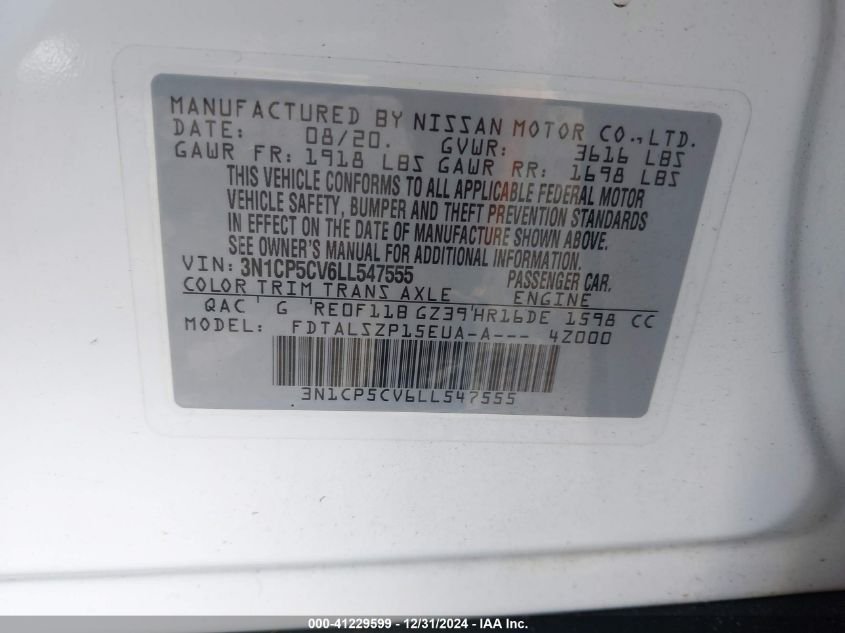 MANUFACTURED BY NISSAN MOTOR CO., LTD.
DATE: 08/20. GVWR: 3616 LBS
GAWR FR: 1918 LBS GAWR RR: 1698 LBS
THIS VEHICLE CONFORMS TO ALL APPLICABLE FEDERAL MOTOR
VEHICLE SAFETY, BUMPER AND THEFT PREVENTION STANDARDS
IN EFFECT ON THE DATE OF MANUFACTURE SHOWN ABOVE.
SEE OWNER'S MANUAL FOR ADDITIONAL INFORMATION.
VIN: 3N1CP5CV6LL547555 PASSENGER CAR.
COLOR TRIM TRANS AXLE ENGINE
QAC ' G 'RE0F11B GZ39'HR16DE 1598 CC
MODEL: FDTALSZP15EUA-A--- 4Z000
3N1CP5CV6LL547555
000-41229599 - 12/31/2024 - IAA Inc.